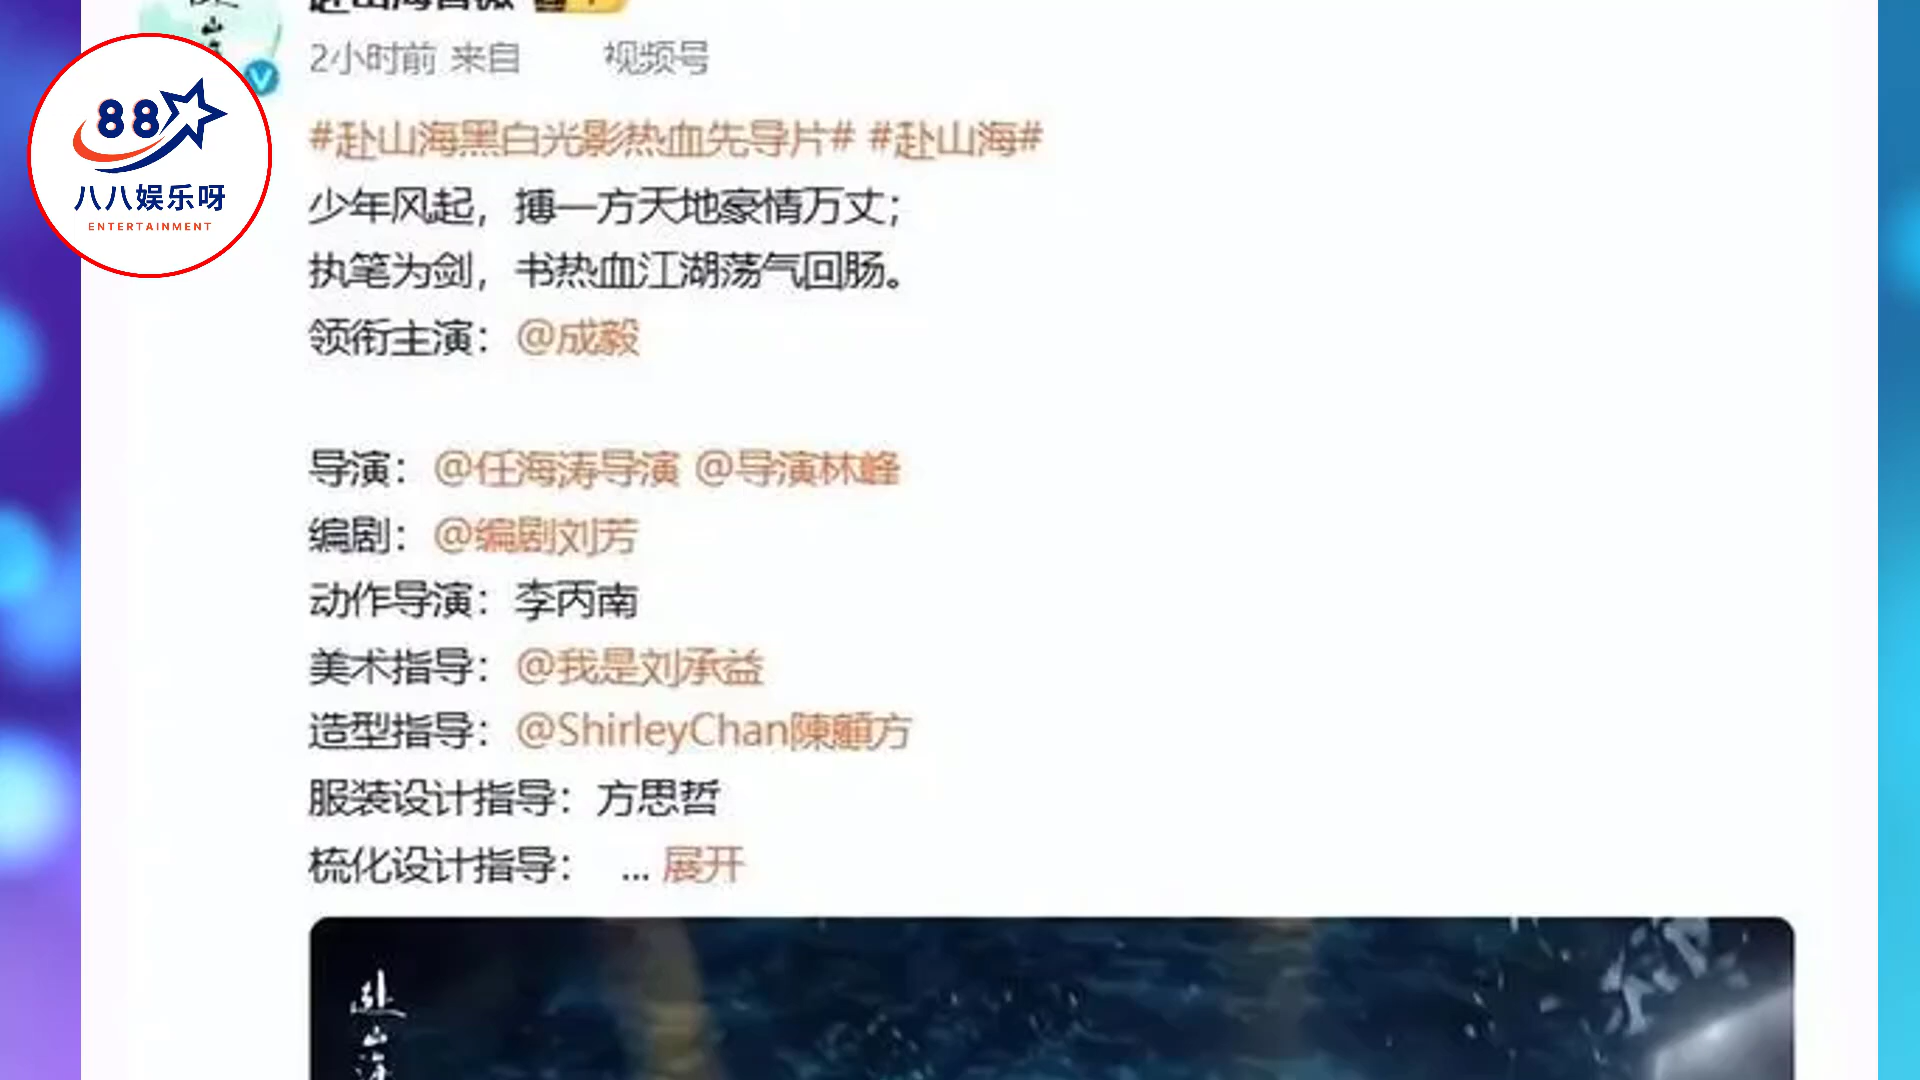 2小时前 来自 视频号
88
八八娱乐呀
ENTERTAINMENT
#赴山海黑白光影热血先导片# #赴山海#
少年风起，搏一方天地豪情万丈；
执笔为剑，书热血江湖荡气回肠。
领衔主演：@成毅
导演：@任海涛导演 @导演林峰
编剧：@编剧刘芳
动作导演：李丙南
美术指导：@我是刘承益
造型指导：@ShirleyChan陳顧方
服装设计指导：方思哲
梳化设计指导： ... 展开
赴山海